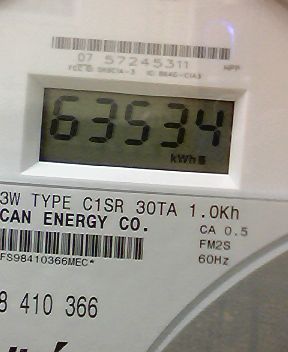 07 57245311
63534
kWh
3W TYPE C1SR 30TA 1.0Kh
CAN ENERGY CO.
CA 0.5
FM2S
60Hz
FS98410366MEC*
8 410 366